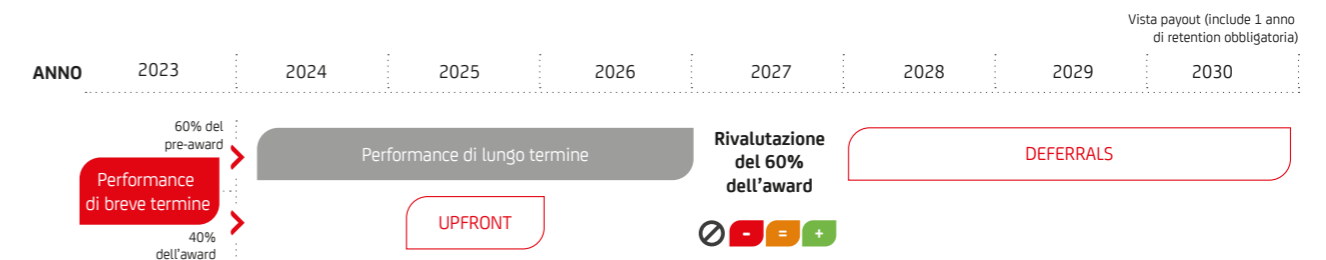 Vista payout (include 1 anno
di retention obbligatoria)
ANNO 2023 2024 2025 2026 2027 2028 2029 2030
60% del
pre-award
Performance
di breve termine
40%
dell'award
Performance di lungo termine
UPFRONT
Rivalutazione
del 60%
dell'award
- = +
DEFERRALS